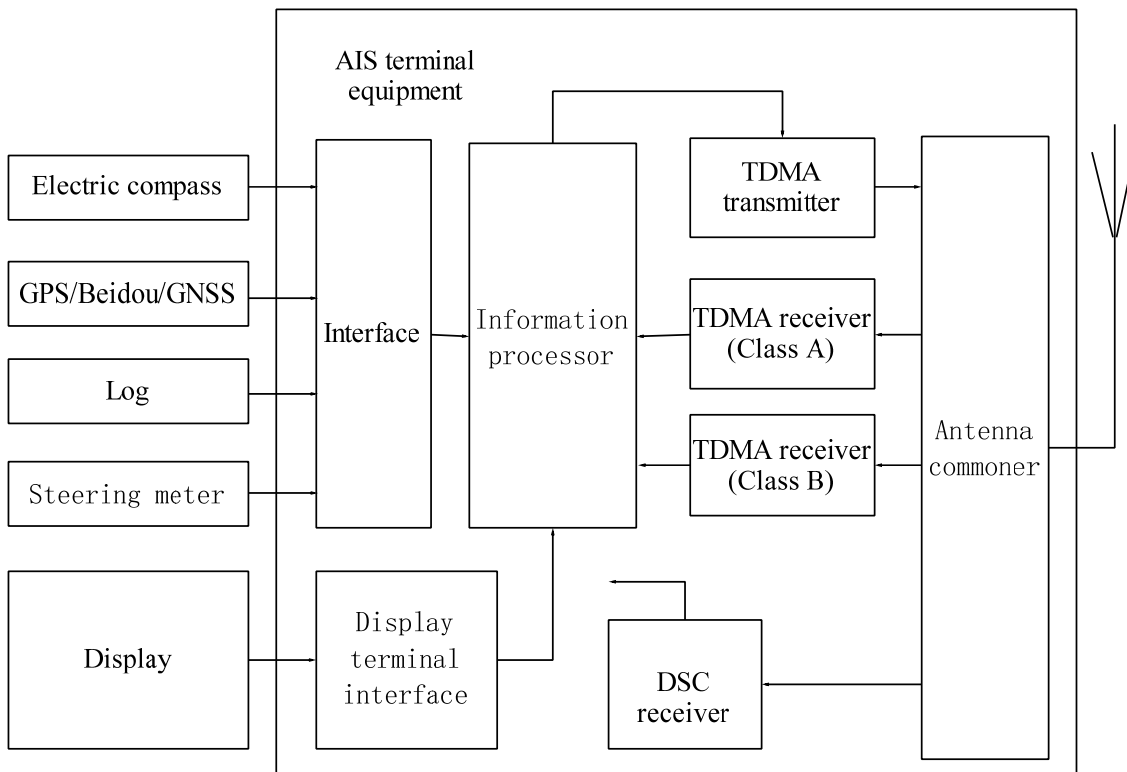 AIS terminal
equipment
Electric compass
GPS/Beidou/GNSS
Log
Steering meter
Display
Interface
Information
processor
TDMA
transmitter
TDMA receiver
(Class A)
TDMA receiver
(Class B)
Antenna
commoner
Display
terminal
interface
DSC
receiver